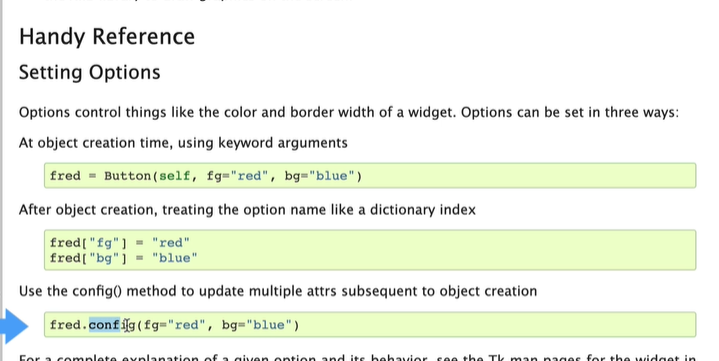 Handy Reference
Setting Options
Options control things like the color and border width of a widget. Options can be set in three ways:
At object creation time, using keyword arguments
fred = Button(self, fg="red", bg="blue")
After object creation, treating the option name like a dictionary index
fred["fg"] = "red"
fred["bg"] = "blue"
Use the config() method to update multiple attrs subsequent to object creation
fred.config(fg="red", bg="blue")
For a complete explanation of a given option and its behavior, see the Tk man pages for the widget in